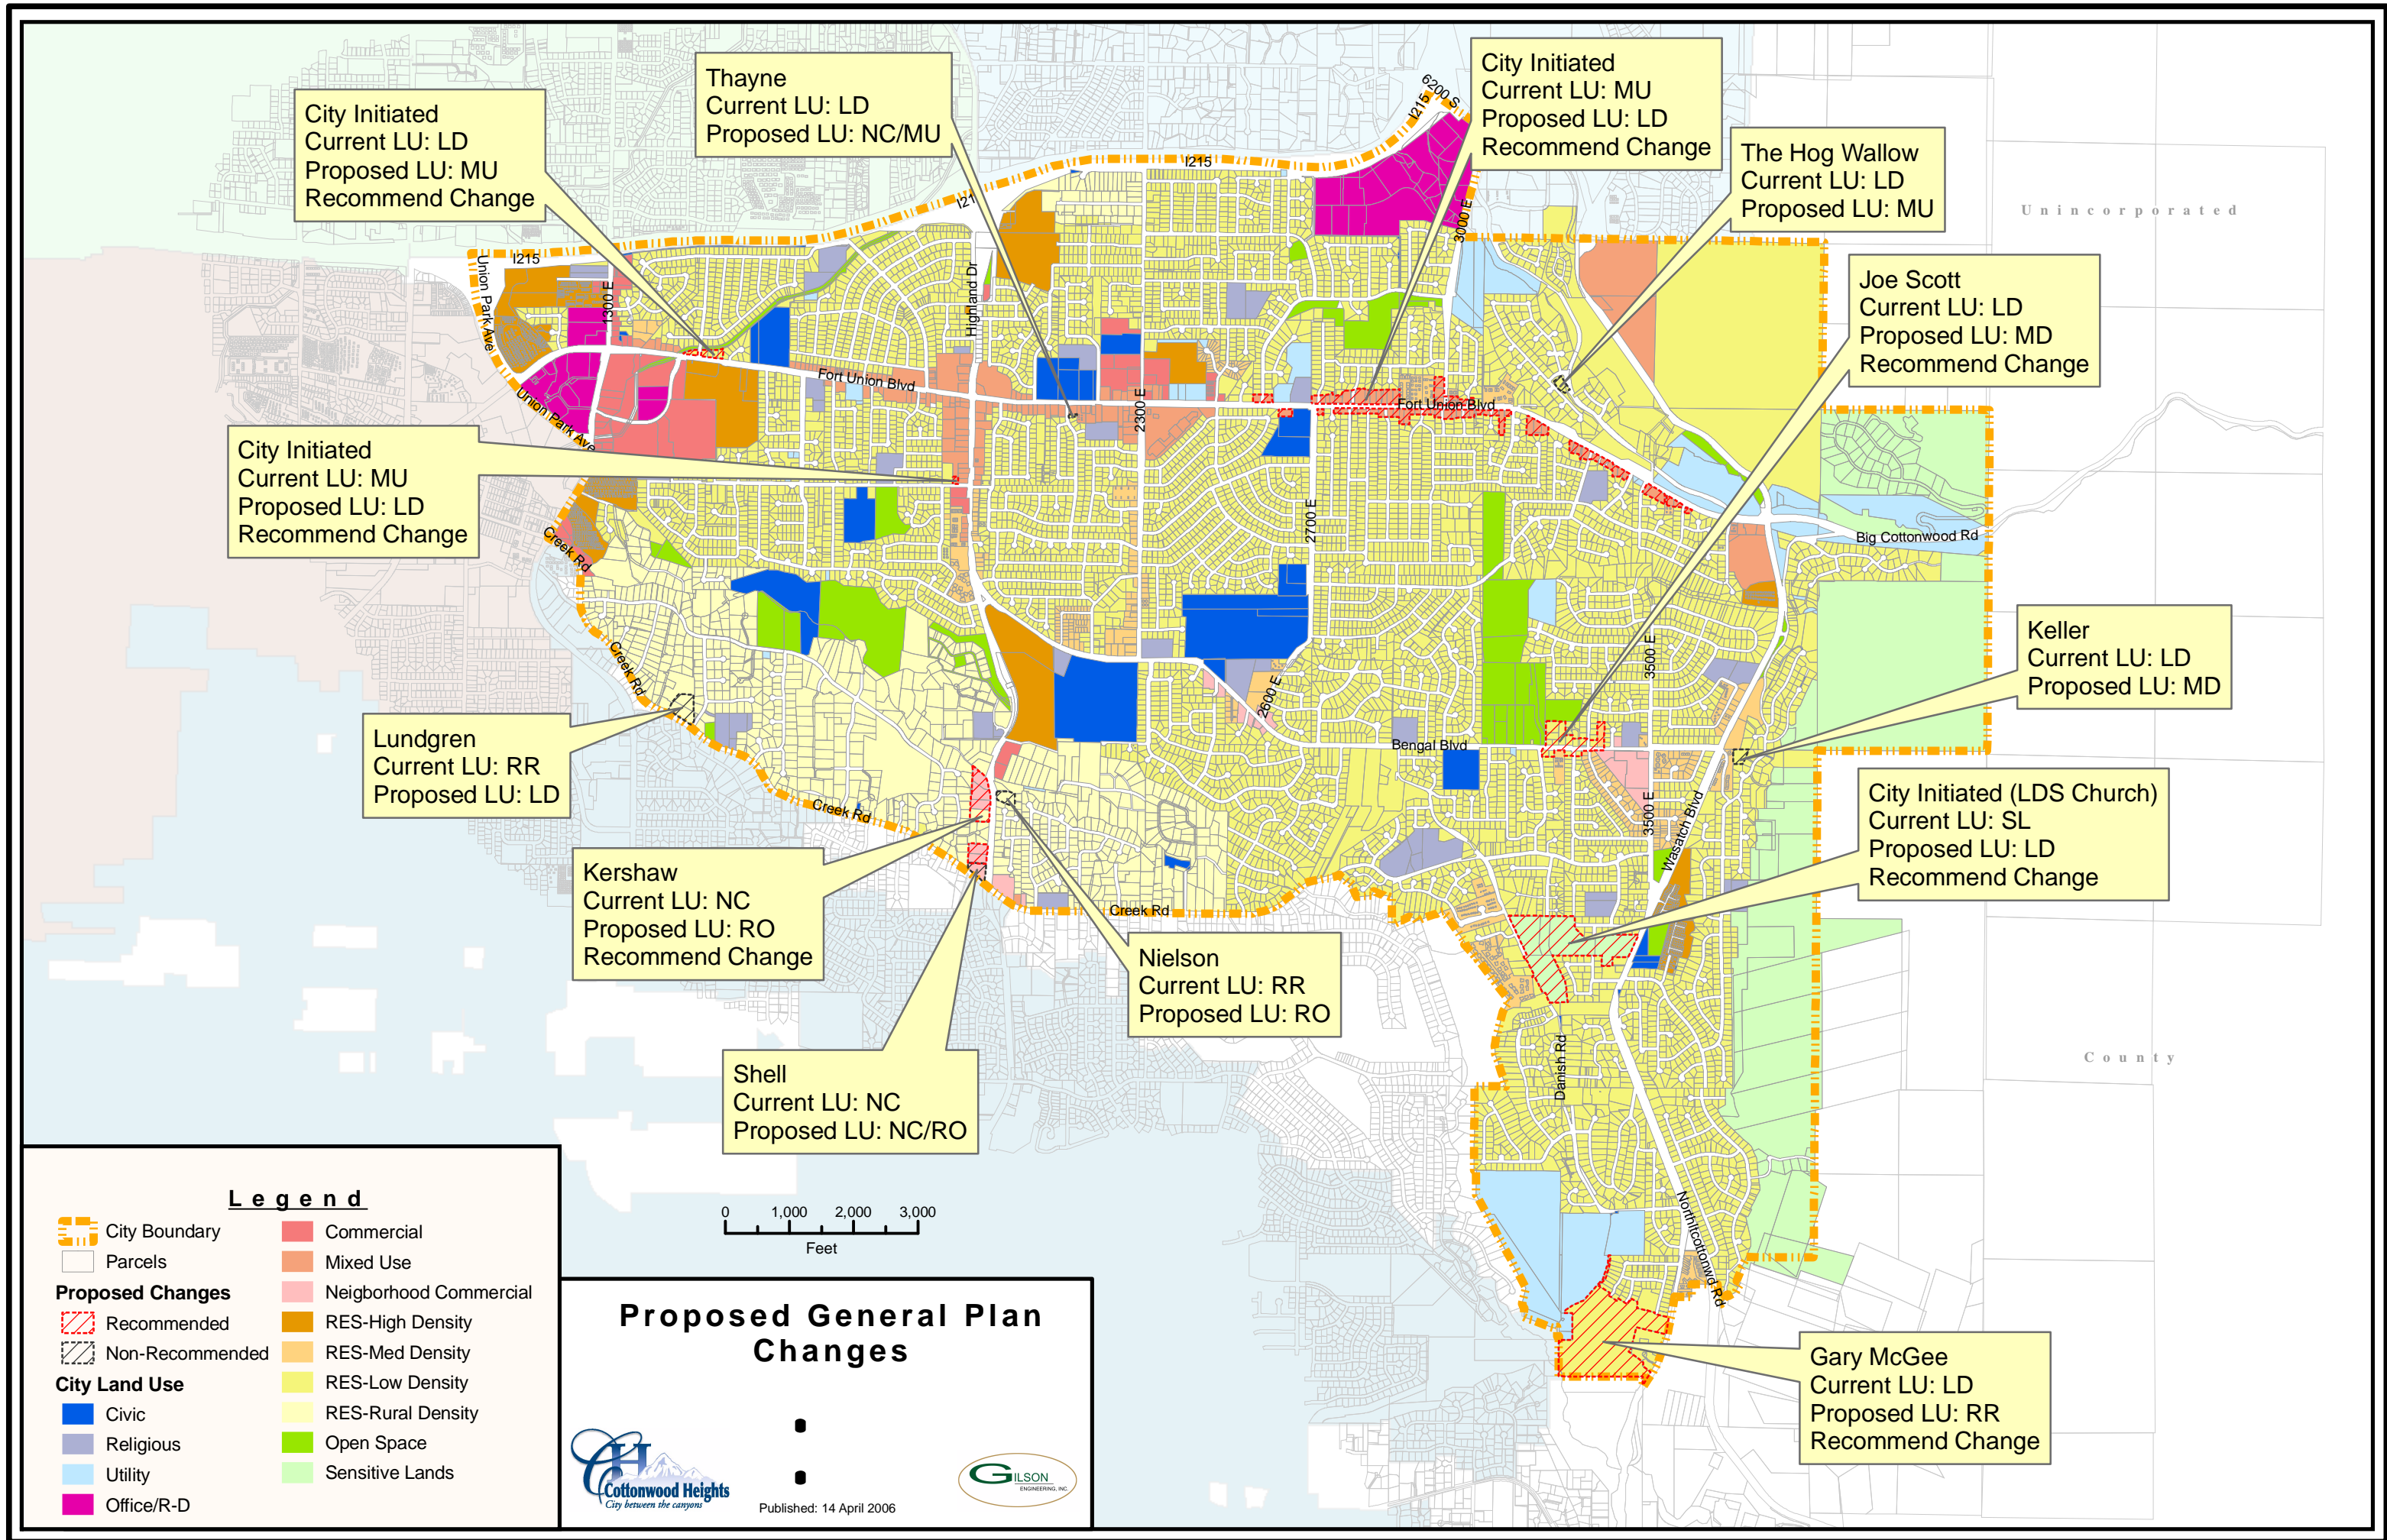 City Initiated
Current LU: LD
Proposed LU: MU
Recommend Change
Thayne
Current LU: LD
Proposed LU: NC/MU
City Initiated
Current LU: MU
Proposed LU: LD
Recommend Change
The Hog Wallow
Current LU: LD
Proposed LU: MU
Joe Scott
Current LU: LD
Proposed LU: MD
Recommend Change
City Initiated
Current LU: MU
Proposed LU: LD
Recommend Change
Keller
Current LU: LD
Proposed LU: MD
Lundgren
Current LU: RR
Proposed LU: LD
City Initiated (LDS Church)
Current LU: SL
Proposed LU: LD
Recommend Change
Kershaw
Current LU: NC
Proposed LU: RO
Recommend Change
Nielson
Current LU: RR
Proposed LU: RO
Shell
Current LU: NC
Proposed LU: NC/RO
Gary McGee
Current LU: LD
Proposed LU: RR
Recommend Change
6200 S
I215
I215
I21
I215
Union Park Ave
1300 E
Highland Dr
3000 E
Unincorporated
Fort Union Blvd
2300 E
Fort Union Blvd
Union Park Ave
2700 E
Big Cottonwood Rd
Creek Rd
Creek Rd
3500 E
2600 E
Bengal Blvd
Creek Rd
3500 E
Wasatch Blvd
Creek Rd
Danish Rd
County
Northlcottonwd Rd
Legend
City Boundary
Parcels
Proposed Changes
Recommended
Non-Recommended
City Land Use
Civic
Religious
Utility
Office/R-D
Commercial
Mixed Use
Neigborhood Commercial
RES-High Density
RES-Med Density
RES-Low Density
RES-Rural Density
Open Space
Sensitive Lands
0 1,000 2,000 3,000
Feet
Proposed General Plan
Changes
CH
Cottonwood Heights
City between the canyons
Published: 14 April 2006
GILSON
ENGINEERING, INC.